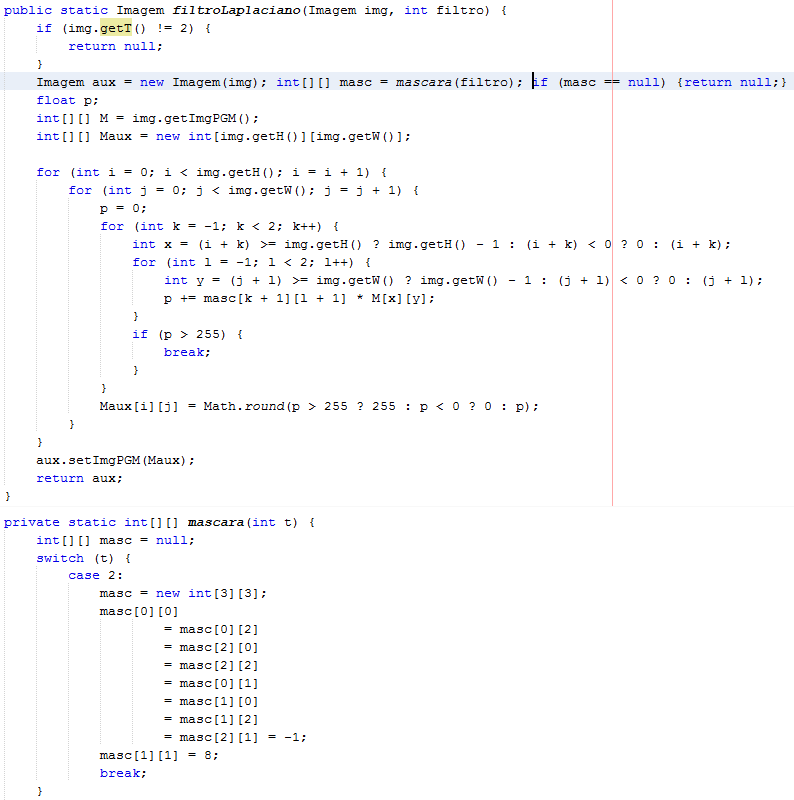 public static Imagem filtroLaplaciano(Imagem img, int filtro) {
    if (img.getT() != 2) {
        return null;
    }
    Imagem aux = new Imagem(img); int[][] masc = mascara(filtro); if (masc == null) {return null;}
    float p;
    int[][] M = img.getImgPGM();
    int[][] Maux = new int[img.getH()][img.getW()];

    for (int i = 0; i < img.getH(); i = i + 1) {
        for (int j = 0; j < img.getW(); j = j + 1) {
            p = 0;
            for (int k = -1; k < 2; k++) {
                int x = (i + k) >= img.getH() ? img.getH() - 1 : (i + k) < 0 ? 0 : (i + k);
                for (int l = -1; l < 2; l++) {
                    int y = (j + l) >= img.getW() ? img.getW() - 1 : (j + l) < 0 ? 0 : (j + l);
                    p += masc[k + 1][l + 1] * M[x][y];
                }
                if (p > 255) {
                    break;
                }
            }
            Maux[i][j] = Math.round(p > 255 ? 255 : p < 0 ? 0 : p);
        }
    }
    aux.setImgPGM(Maux);
    return aux;
}
private static int[][] mascara(int t) {
    int[][] masc = null;
    switch (t) {
        case 2:
            masc = new int[3][3];
            masc[0][0]
                    = masc[0][2]
                    = masc[2][0]
                    = masc[2][2]
                    = masc[0][1]
                    = masc[1][0]
                    = masc[1][2]
                    = masc[2][1] = -1;
            masc[1][1] = 8;
            break;
    }